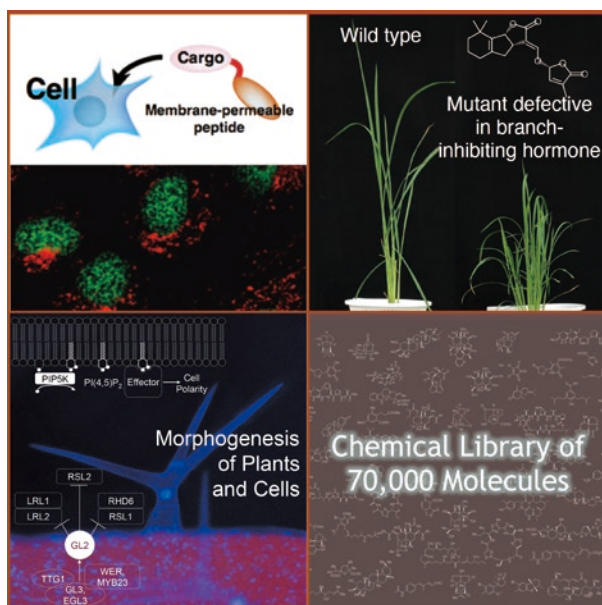 Cargo
Cell
Membrane-permeable
peptide
Wild type
Mutant defective
in branch-
inhibiting hormone
PIP5K
PI(4,5)P2
Effector
Cell
Polarity
Morphogenesis
of Plants
and Cells
RSL2
LRL1
LRL2
RHD6
RSL1
GL2
TTG1
WER,
MYB23
GL3,
EGL3
Chemical Library of
70,000 Molecules